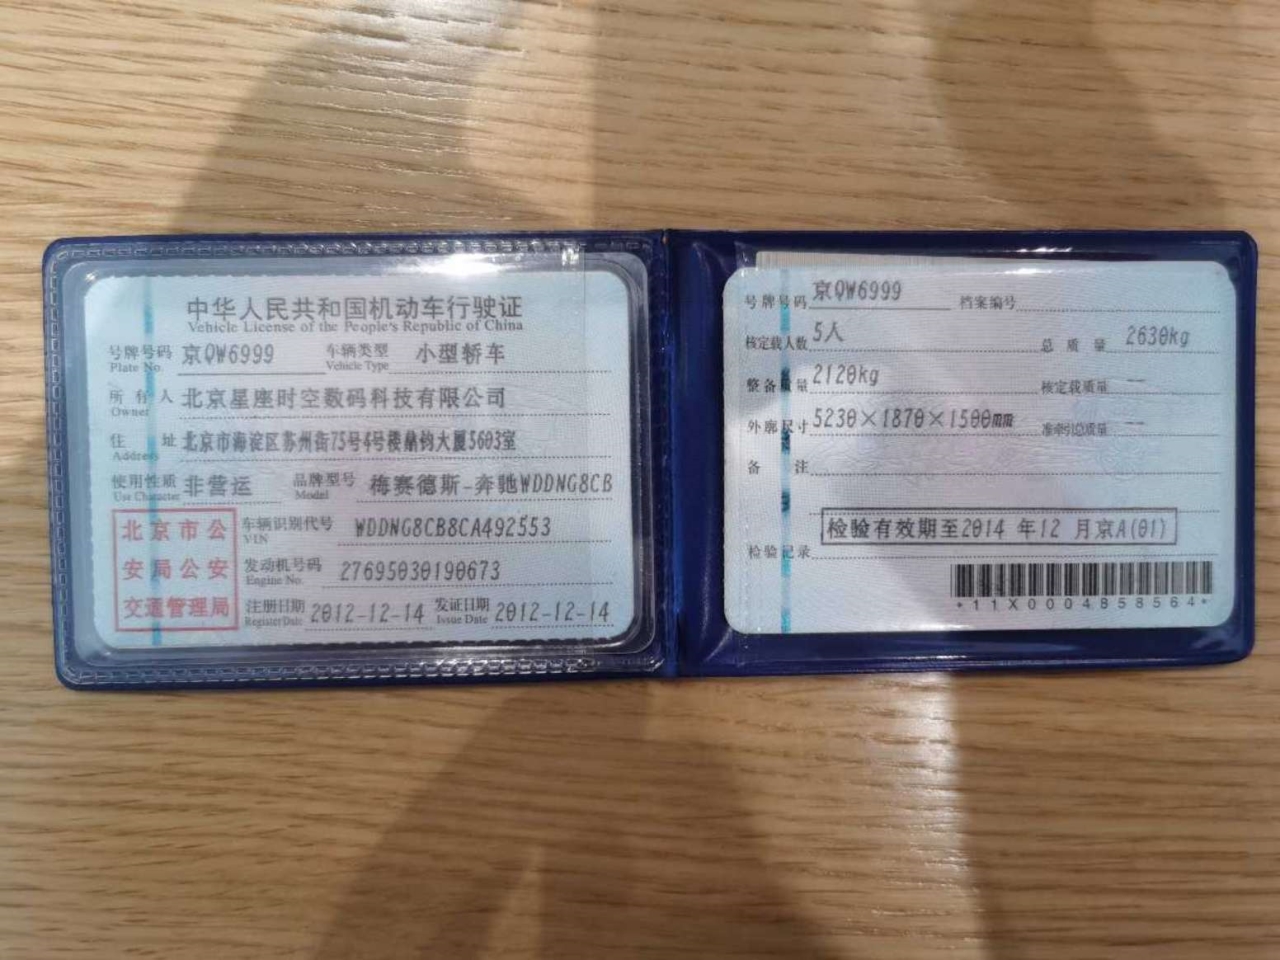 中华人民共和国机动车行驶证
Vehicle License of the People's Republic of China
号牌号码 京QW6999 车辆类型 小型轿车
Plate No. Vehicle Type
所有人 北京星座时空数码科技有限公司
Owner
住址 北京市海淀区苏州街75号4号楼鼎钧大厦5603室
Address
使用性质 非营运 品牌型号 梅赛德斯-奔驰WDDNG8CB
Use Character Model
北京市公
安局公安
交通管理局
车辆识别代号 WDDNG8CB8CA492553
VIN
发动机号码 27695030190673
Engine No.
注册日期 2012-12-14 发证日期 2012-12-14
Register Date Issue Date
号牌号码 京QW6999 档案编号
核定载人数 5人 总质量 2630kg
整备质量 2120kg 核定载质量 --
外廓尺寸 5230×1870×1500mm 准牵引总质量 --
备注
检验有效期至2014 年12 月京A(01)
检验记录
*11X0004858564*